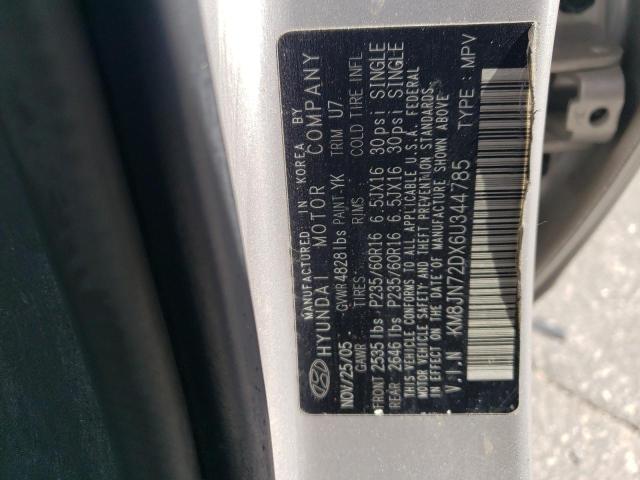 MANUFACTURED IN KOREA BY
HYUNDAI MOTOR COMPANY
NOV/25/05 GVWR 4828 lbs PAINT-YK TRIM U7
GAWR TIRES RIMS COLD TIRE INFL
FRONT 2535 lbs P235/60R16 6.5JX16 30psi SINGLE
REAR 2646 lbs P235/60R16 6.5JX16 30psi SINGLE
THIS VEHICLE CONFORMS TO ALL APPLICABLE U.S.A. FEDERAL
MOTOR VEHICLE SAFETY AND BUMPER AND THEFT PREVENTION STANDARDS
IN EFFECT ON THE DATE OF MANUFACTURE SHOWN ABOVE
V.I.N KM8JN72DX6U344785 TYPE : MPV